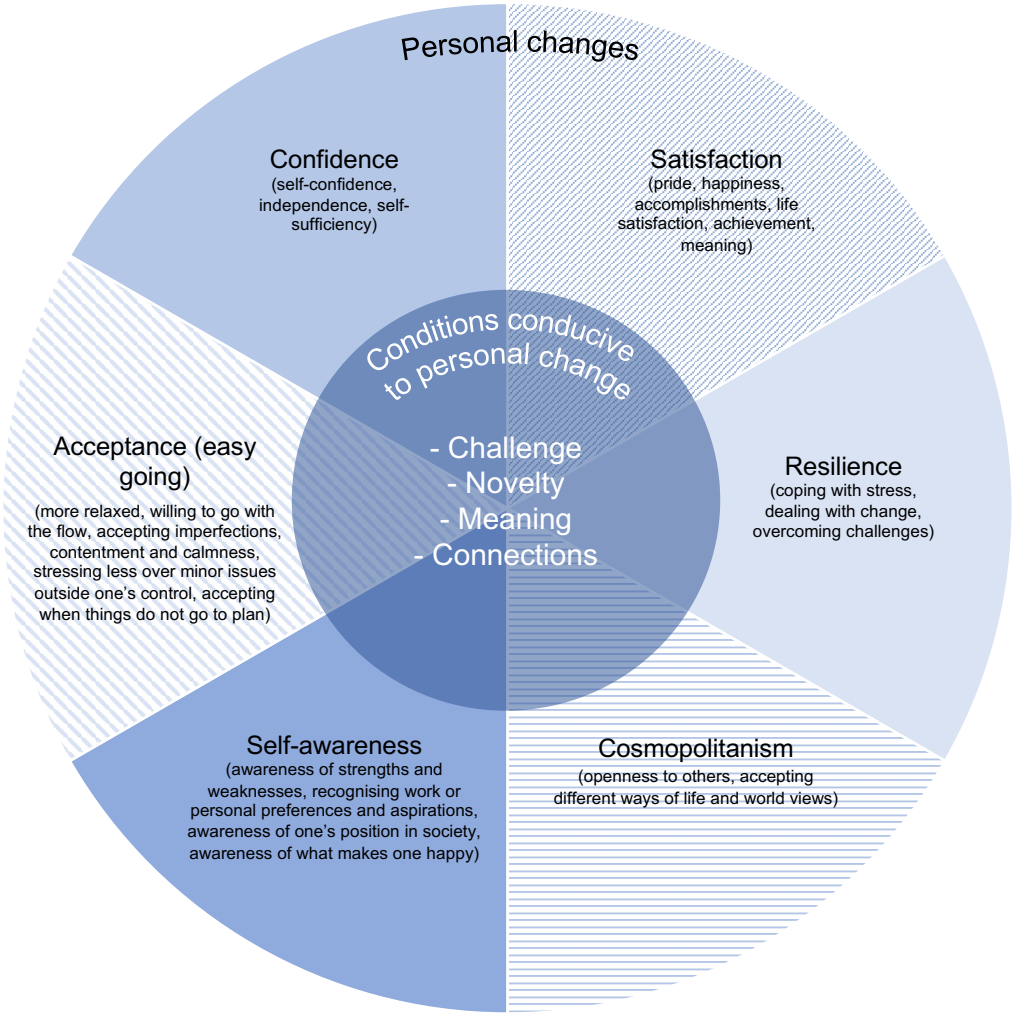 Personal changes
Confidence
(self-confidence,
independence, self-
sufficiency)
Satisfaction
(pride, happiness,
accomplishments, life
satisfaction, achievement,
meaning)
Conditions conducive
to personal change
- Challenge
- Novelty
- Meaning
- Connections
Acceptance (easy
going)
(more relaxed, willing to go with
the flow, accepting imperfections,
contentment and calmness,
stressing less over minor issues
outside one’s control, accepting
when things do not go to plan)
Resilience
(coping with stress,
dealing with change,
overcoming challenges)
Self-awareness
(awareness of strengths and
weaknesses, recognising work or
personal preferences and aspirations,
awareness of one’s position in society,
awareness of what makes one happy)
Cosmopolitanism
(openness to others, accepting
different ways of life and world views)